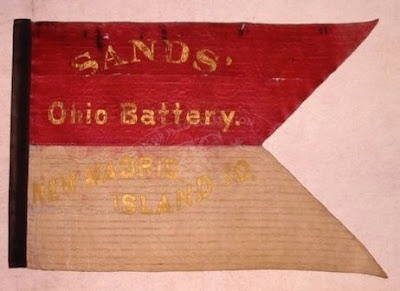 SANDS'
Ohio Battery.
NEW MADRID
ISLAND 10.